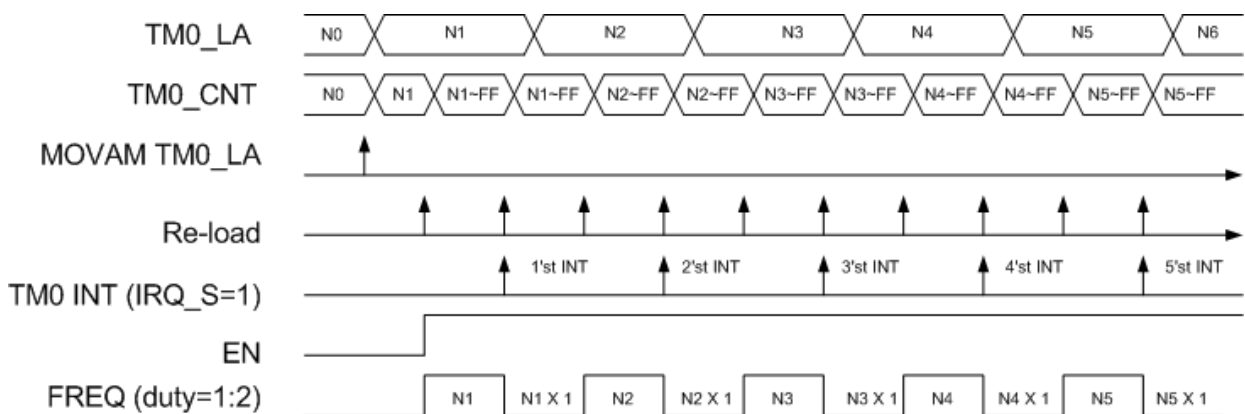 TM0_LA N0 N1 N2 N3 N4 N5 N6
TM0_CNT N0 N1 N1~FF N1~FF N2~FF N2~FF N3~FF N3~FF N4~FF N4~FF N5~FF N5~FF
MOVAM TM0_LA
Re-load
1'st INT 2'st INT 3'st INT 4'st INT 5'st INT
TM0 INT (IRQ_S=1)
EN
FREQ (duty=1:2) N1 N1 X 1 N2 N2 X 1 N3 N3 X 1 N4 N4 X 1 N5 N5 X 1